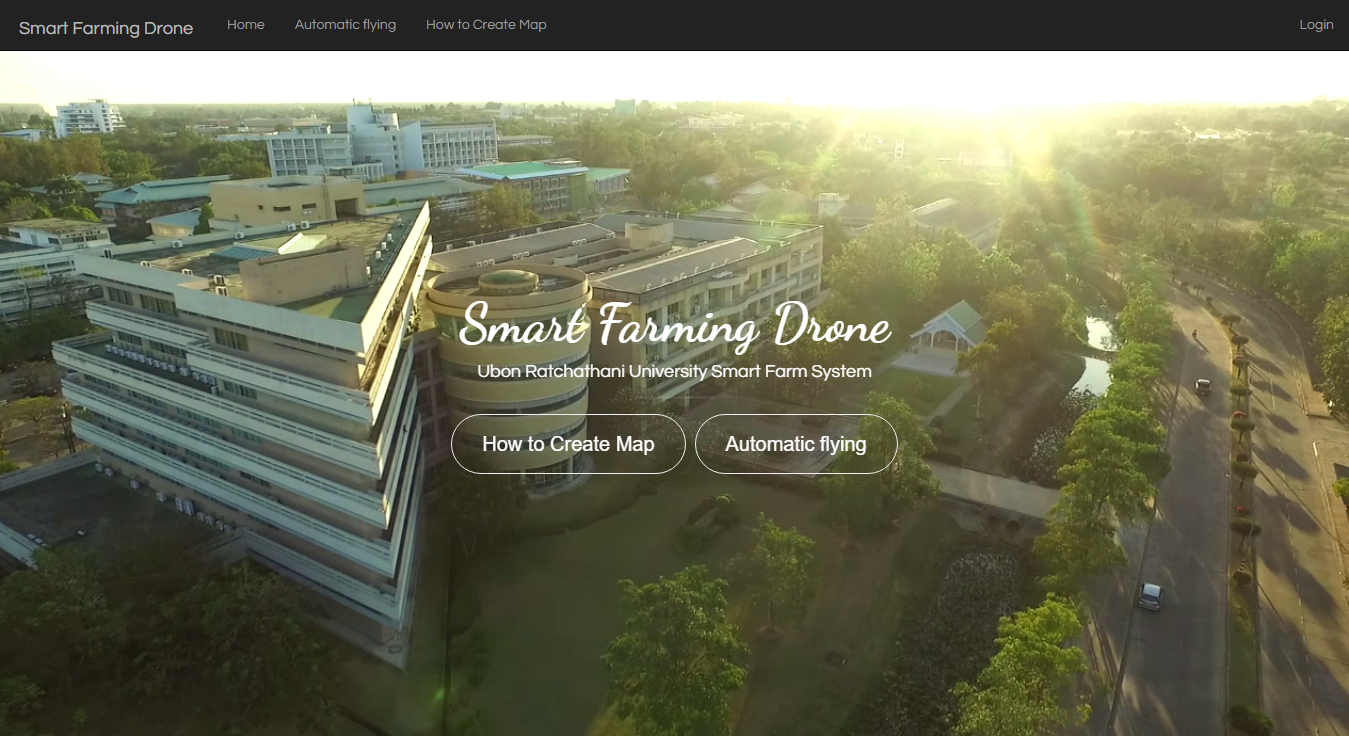 Smart Farming Drone Home Automatic flying How to Create Map Login
Smart Farming Drone
Ubon Ratchathani University Smart Farm System
How to Create Map Automatic flying